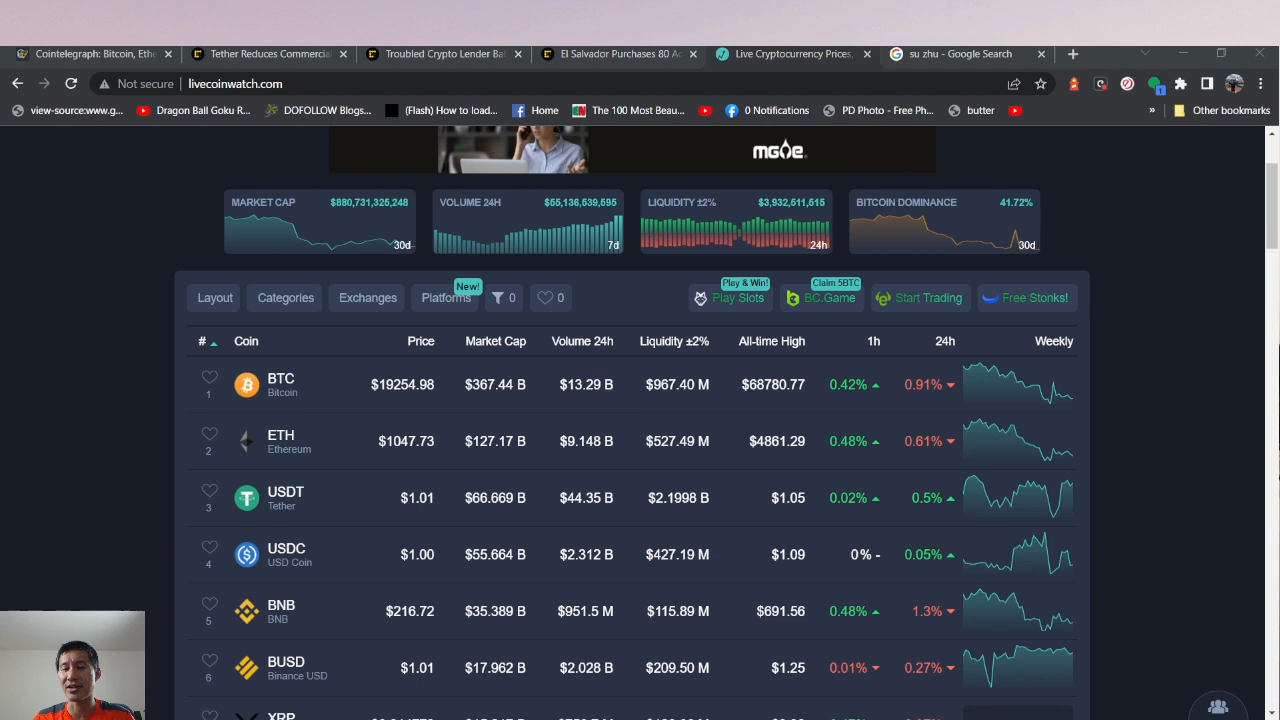 Cointelegraph: Bitcoin, Ethe
Tether Reduces Commercial
Troubled Crypto Lender Ba
El Salvador Purchases 80 Ac
Live Cryptocurrency Prices,
su zhu - Google Search
Not secure | livecoinwatch.com
view-source:www.g...
Dragon Ball Goku R...
DOFOLLOW Blogs...
(Flash) How to load...
Home
The 100 Most Beau...
0 Notifications
PD Photo - Free Ph...
butter
»
Other bookmarks
MARKET CAP $880,731,325,248
30d
VOLUME 24H $55,136,539,595
7d
LIQUIDITY ±2% $3,932,611,615
24h
BITCOIN DOMINANCE 41.72%
30d
New!
Play & Win!
Claim 5BTC
Layout Categories Exchanges Platforms 0 0 Play Slots BC.Game Start Trading Free Stonks!
# Coin Price Market Cap Volume 24h Liquidity ±2% All-time High 1h 24h Weekly
1 BTC Bitcoin $19254.98 $367.44 B $13.29 B $967.40 M $68780.77 0.42% 0.91%
2 ETH Ethereum $1047.73 $127.17 B $9.148 B $527.49 M $4861.29 0.48% 0.61%
3 USDT Tether $1.01 $66.669 B $44.35 B $2.1998 B $1.05 0.02% 0.5%
4 USDC USD Coin $1.00 $55.664 B $2.312 B $427.19 M $1.09 0% - 0.05%
5 BNB BNB $216.72 $35.389 B $951.5 M $115.89 M $691.56 0.48% 1.3%
6 BUSD Binance USD $1.01 $17.962 B $2.028 B $209.50 M $1.25 0.01% 0.27%
XRP